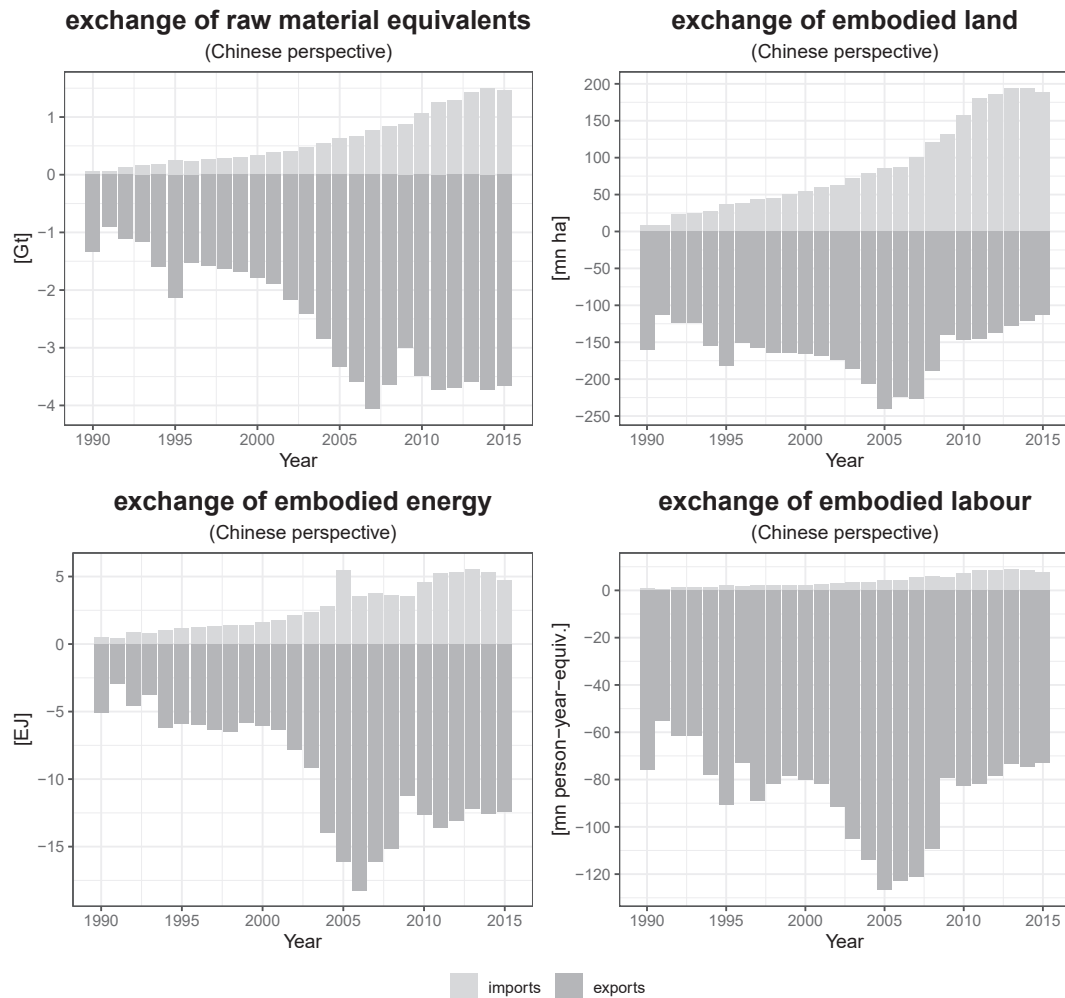 exchange of raw material equivalents
(Chinese perspective)
1
0
−1
−2
−3
−4
[Gt]
1990 1995 2000 2005 2010 2015
Year
exchange of embodied land
(Chinese perspective)
200
150
100
50
0
−50
−100
−150
−200
−250
[mn ha]
1990 1995 2000 2005 2010 2015
Year
exchange of embodied energy
(Chinese perspective)
5
0
−5
−10
−15
[EJ]
1990 1995 2000 2005 2010 2015
Year
exchange of embodied labour
(Chinese perspective)
0
−20
−40
−60
−80
−100
−120
[mn person−year−equiv.]
1990 1995 2000 2005 2010 2015
Year
imports exports